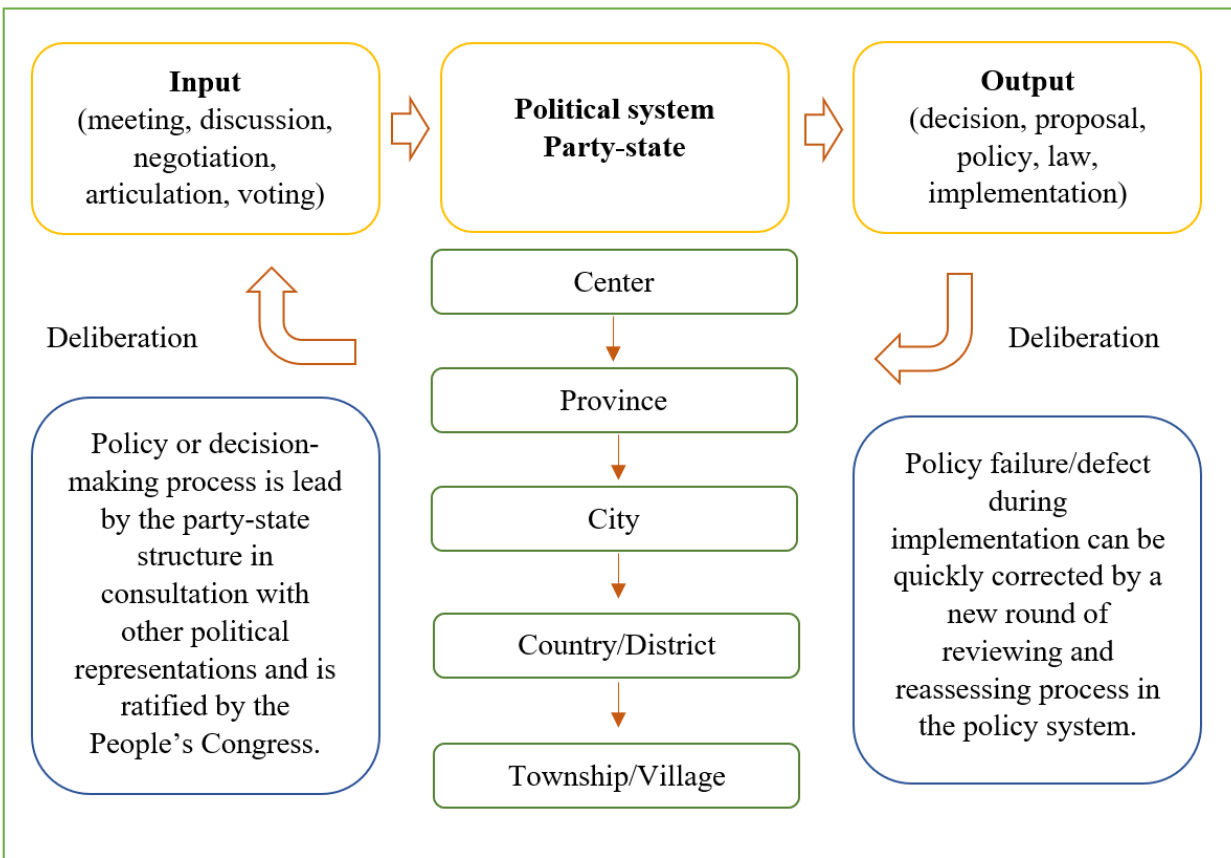 Input
(meeting, discussion,
negotiation,
articulation, voting)
Political system
Party-state
Output
(decision, proposal,
policy, law,
implementation)
Center
Deliberation
Deliberation
Province
Policy or decision-
making process is lead
by the party-state
structure in
consultation with
other political
representations and is
ratified by the
People’s Congress.
City
Country/District
Township/Village
Policy failure/defect
during
implementation can be
quickly corrected by a
new round of
reviewing and
reassessing process in
the policy system.